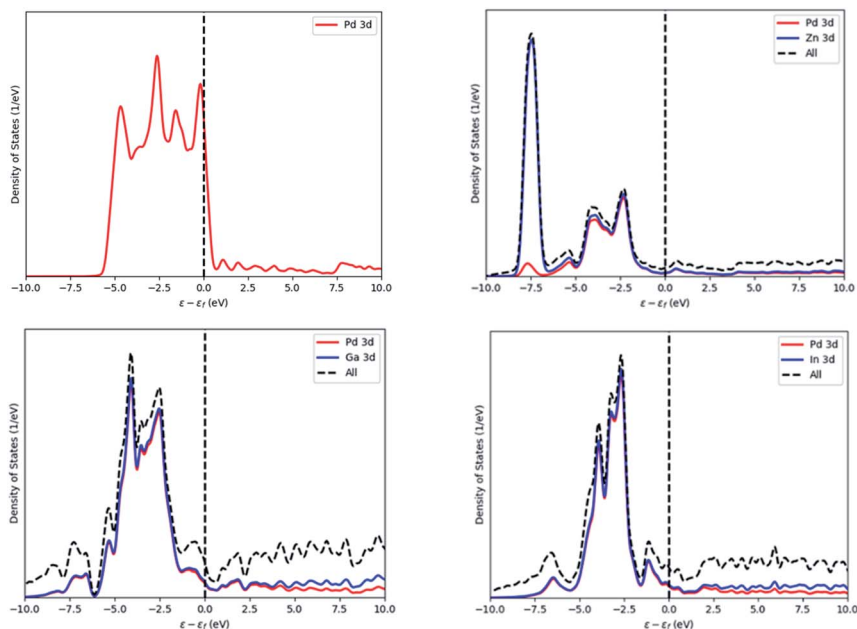 Pd 3d
Density of States (1/eV)
−10.0 −7.5 −5.0 −2.5 0.0 2.5 5.0 7.5 10.0
ε − εf (eV)
Pd 3d
Zn 3d
All
Density of States (1/eV)
−10.0 −7.5 −5.0 −2.5 0.0 2.5 5.0 7.5 10.0
ε − εf (eV)
Pd 3d
Ga 3d
All
Density of States (1/eV)
−10.0 −7.5 −5.0 −2.5 0.0 2.5 5.0 7.5 10.0
ε − εf (eV)
Pd 3d
In 3d
All
Density of States (1/eV)
−10.0 −7.5 −5.0 −2.5 0.0 2.5 5.0 7.5 10.0
ε − εf (eV)